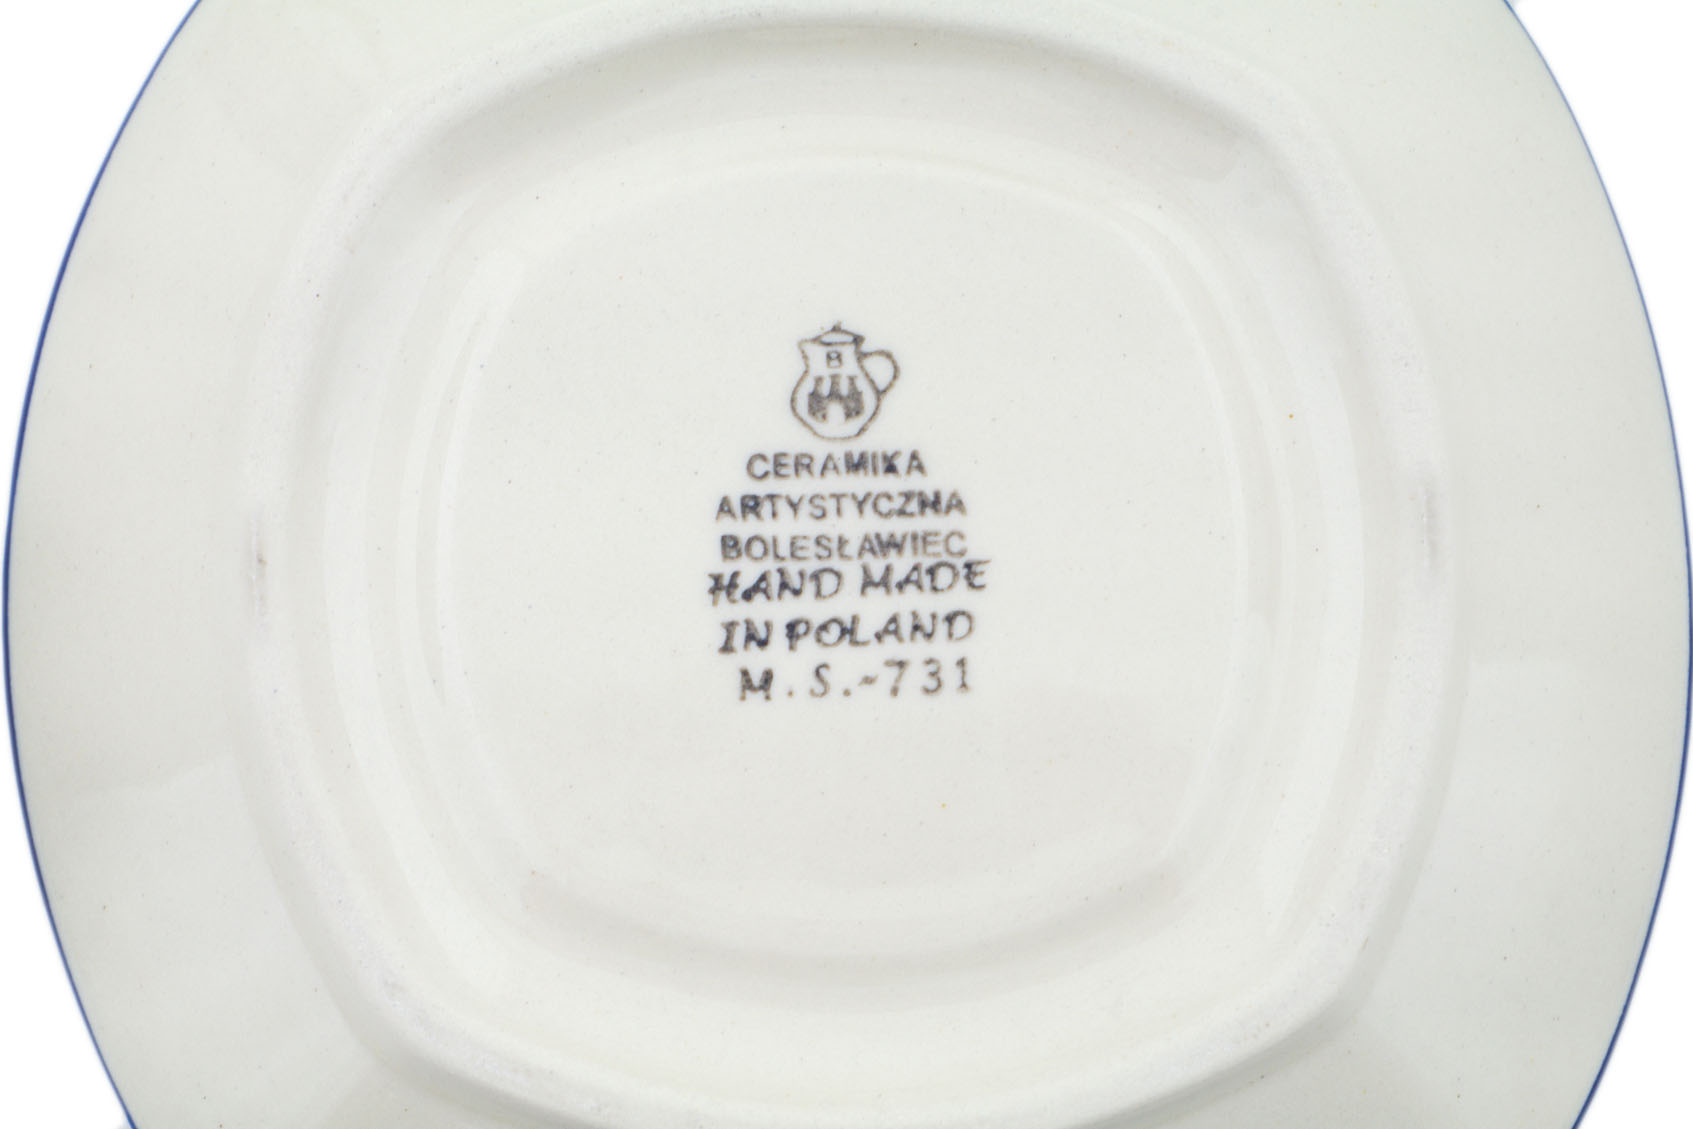 B
CERAMIKA
ARTYSTYCZNA
BOLESŁAWIEC
HAND MADE
IN POLAND
M.S.-731